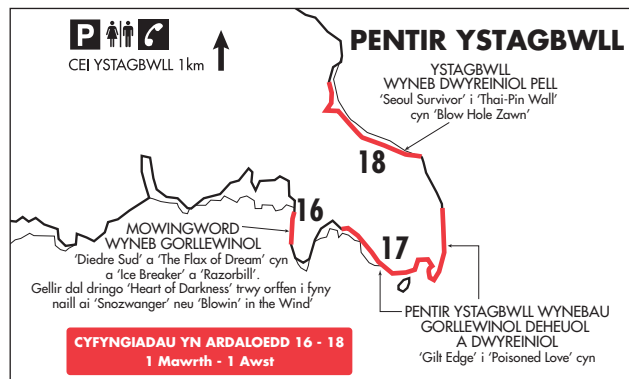 P
CEI YSTAGBWLL 1km
PENTIR YSTAGBWLL
YSTAGBWLL
WYNEB DWYREINIOL PELL
'Seoul Survivor' i 'Thai-Pin Wall'
cyn 'Blow Hole Zawn'
18
16
MOWINGWORD
WYNEB GORLLEWINOL
'Diedre Sud' a 'The Flax of Dream' cyn
a 'Ice Breaker' a 'Razorbill'.
Gellir dal dringo 'Heart of Darkness' trwy orffen i fyny
naill ai 'Snozwanger' neu 'Blowin' in the Wind'
17
PENTIR YSTAGBWLL WYNEBAU
GORLLEWINOL DEHEUOL
A DWYREINIOL
'Gilt Edge' i 'Poisoned Love' cyn
CYFYNGIADAU YN ARDALOEDD 16 - 18
1 Mawrth - 1 Awst